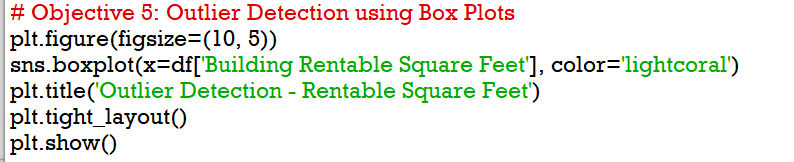 # Objective 5: Outlier Detection using Box Plots
plt.figure(figsize=(10, 5))
sns.boxplot(x=df['Building Rentable Square Feet'], color='lightcoral')
plt.title('Outlier Detection - Rentable Square Feet')
plt.tight_layout()
plt.show()